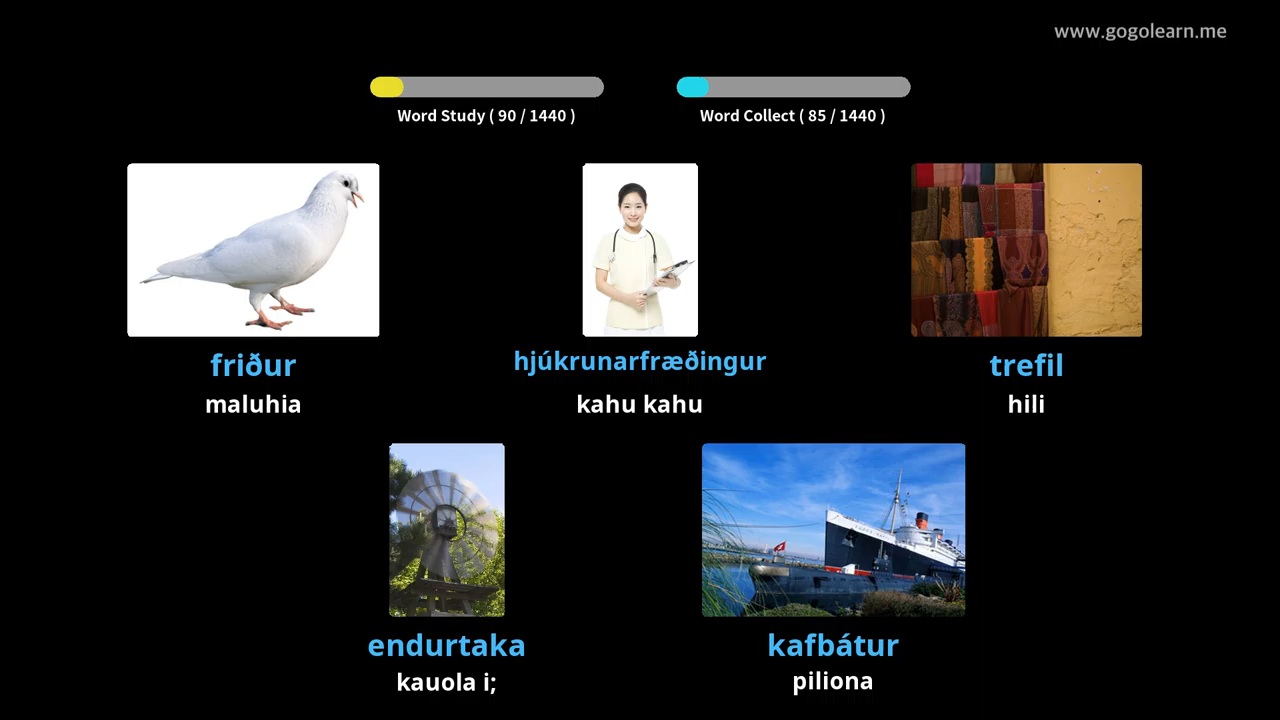 www.gogolearn.me
Word Study ( 90 / 1440 )
Word Collect ( 85 / 1440 )
friður
hjúkrunarfræðingur
trefil
maluhia
kahu kahu
hili
endurtaka
kafbátur
kauola i;
piliona